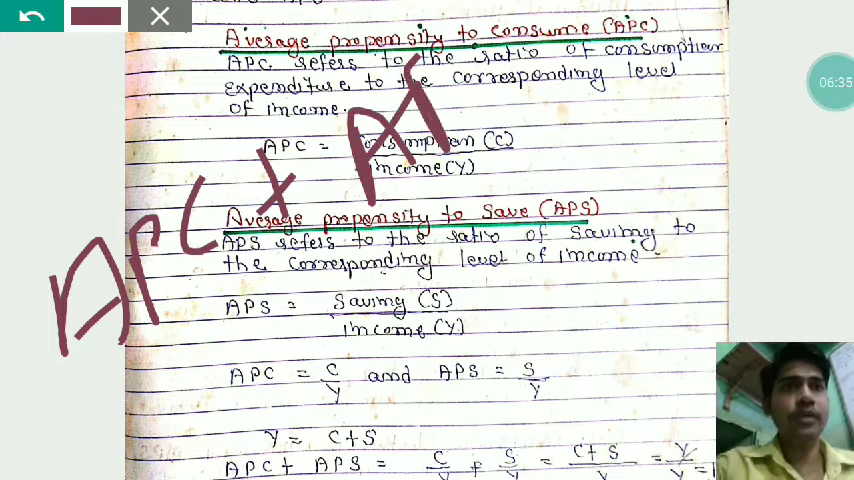 Average propensity to consume (APC)
APC refers to the ratio of consumption
expenditure to the corresponding level
of income.
APC = Consumption (C)
income (Y)
Average propensity to Save (APS)
APS refers to the ratio of Saving to
the corresponding level of income
APS = Saving (S)
income (Y)
APC = C/Y and APS = S/Y
Y = C+S
APC + APS = C/Y + S/Y = C+S/Y = Y/Y = 1
APC + AP
06:35